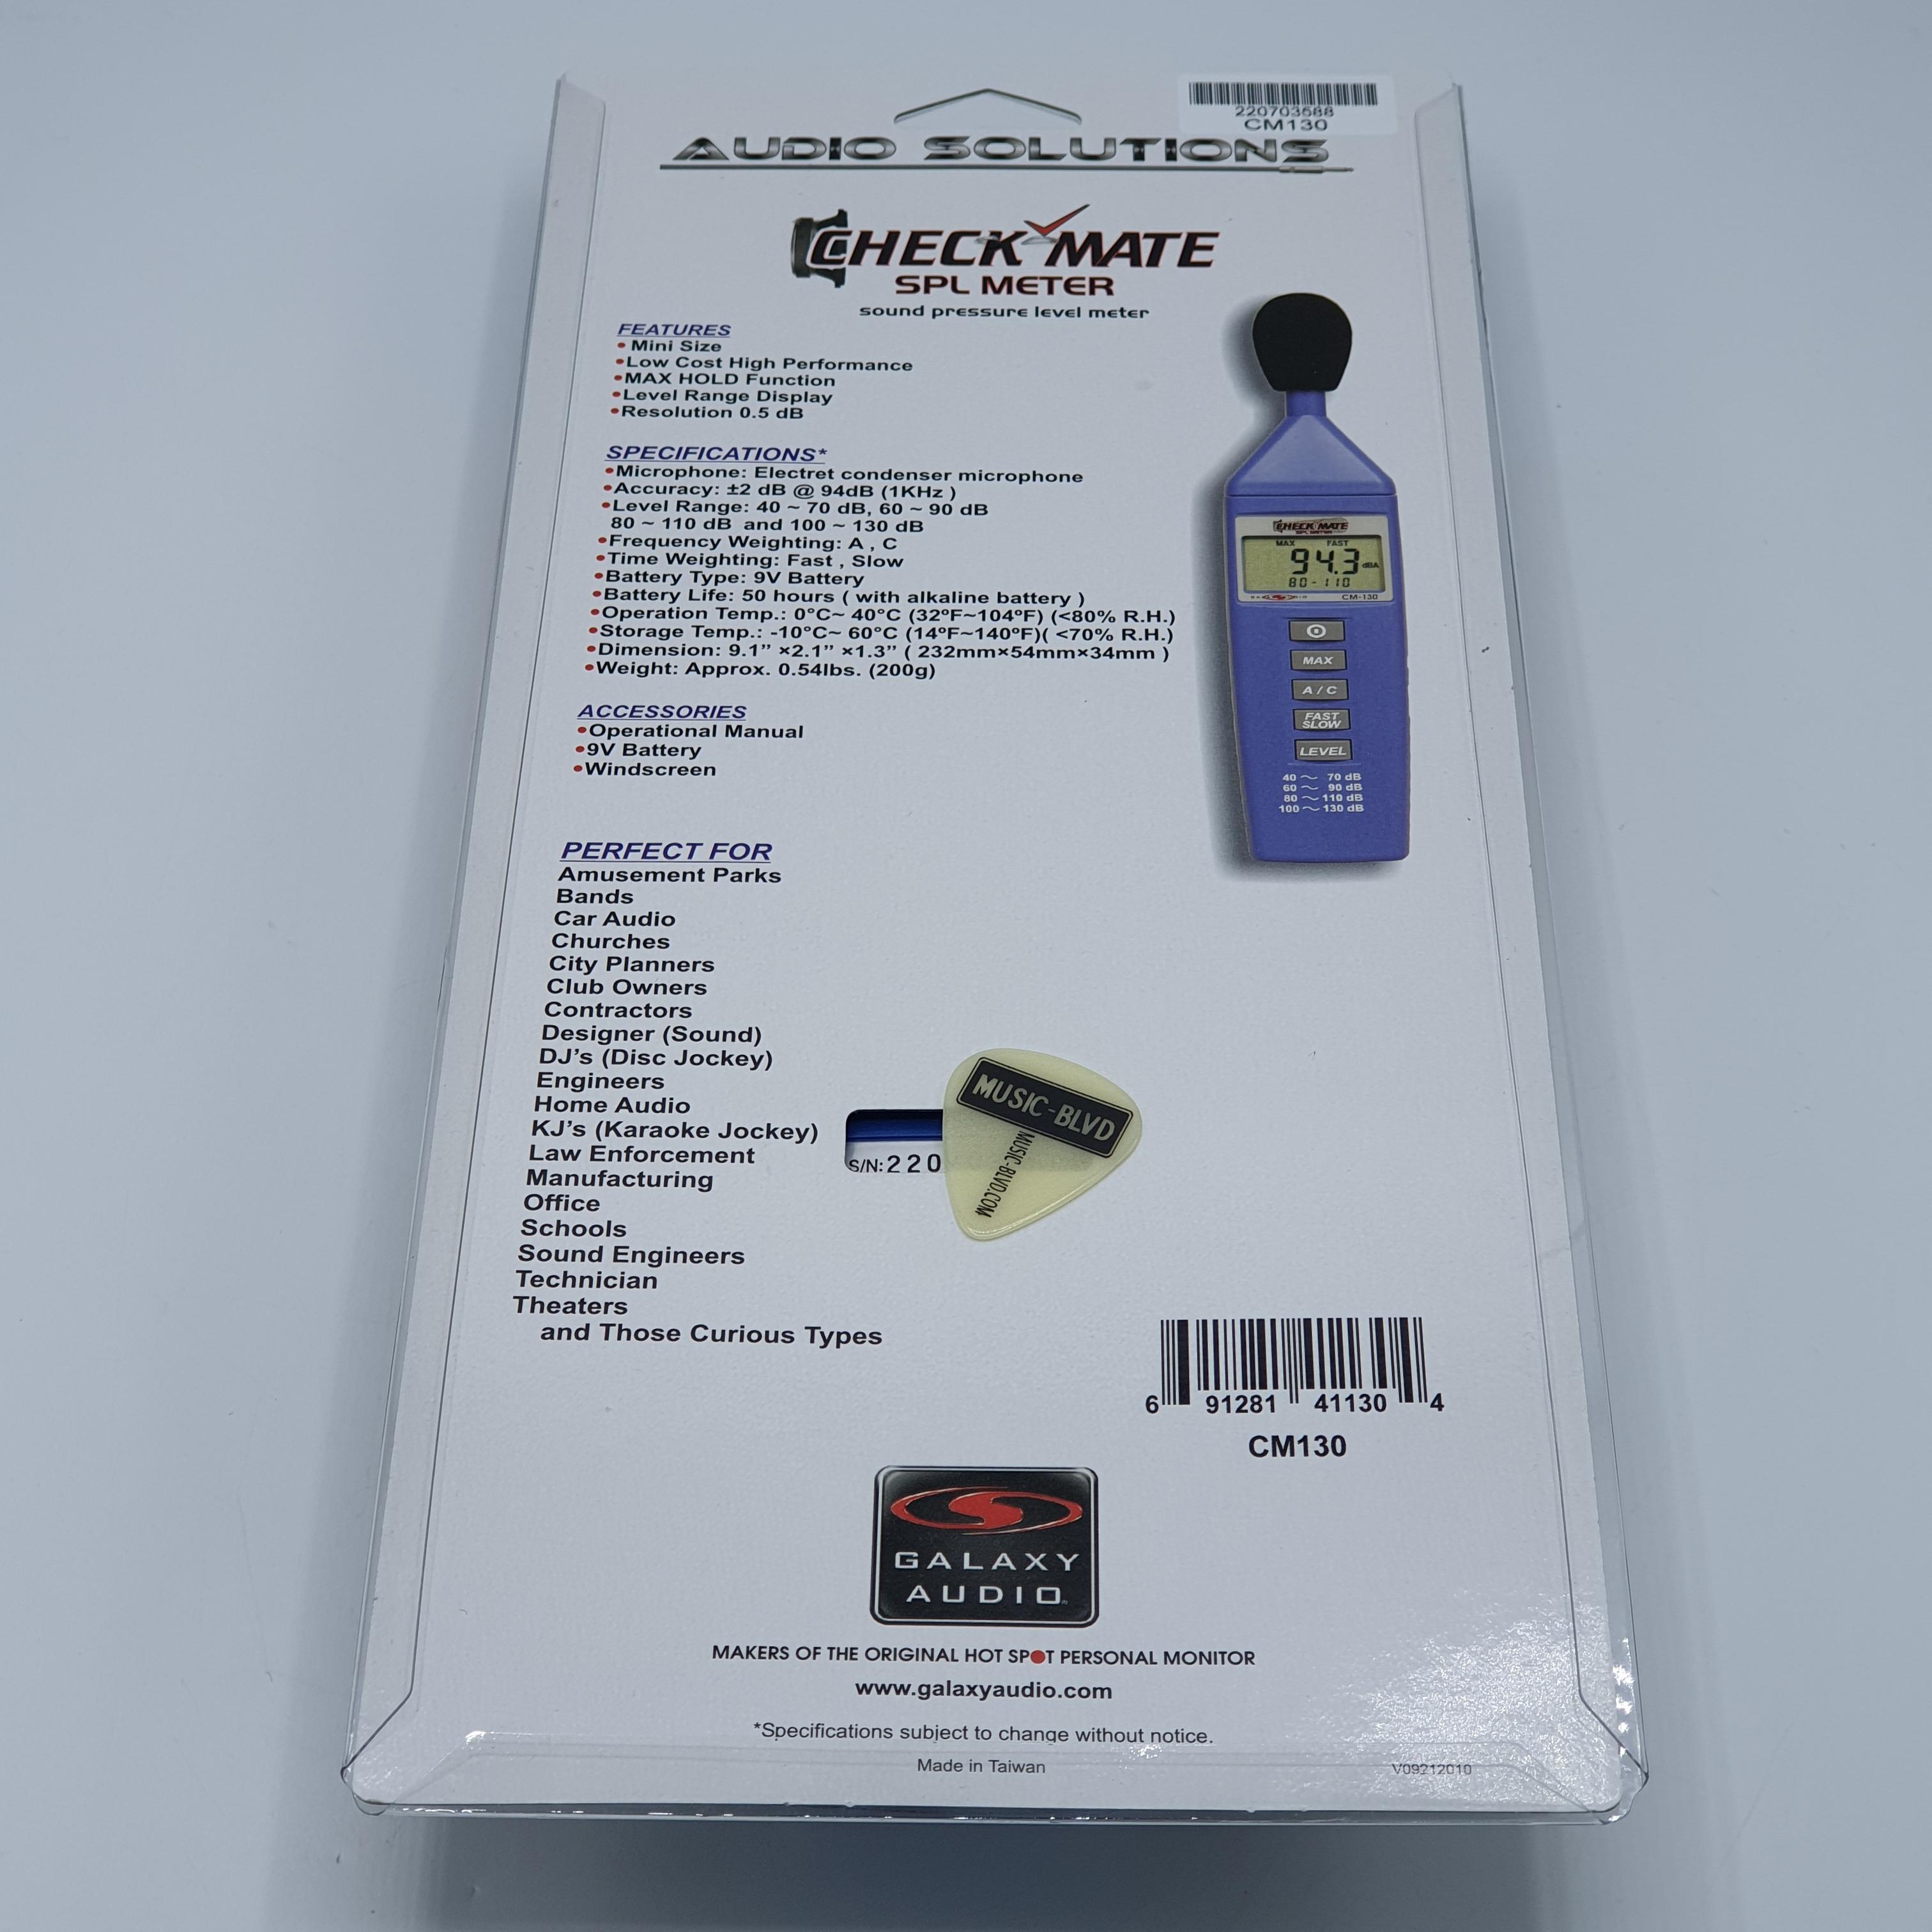 220703588
CM130
AUDIO SOLUTIONS
CHECK MATE
SPL METER
sound pressure level meter
FEATURES
•Mini Size
•Low Cost High Performance
•MAX HOLD Function
•Level Range Display
•Resolution 0.5 dB
SPECIFICATIONS*
•Microphone: Electret condenser microphone
•Accuracy: ±2 dB @ 94dB (1KHz )
•Level Range: 40 ~ 70 dB, 60 ~ 90 dB
80 ~ 110 dB and 100 ~ 130 dB
•Frequency Weighting: A , C
•Time Weighting: Fast , Slow
•Battery Type: 9V Battery
•Battery Life: 50 hours ( with alkaline battery )
•Operation Temp.: 0°C~ 40°C (32ºF~104ºF) (<80% R.H.)
•Storage Temp.: -10°C~ 60°C (14ºF~140ºF)( <70% R.H.)
•Dimension: 9.1” ×2.1” ×1.3” ( 232mm×54mm×34mm )
•Weight: Approx. 0.54lbs. (200g)
ACCESSORIES
•Operational Manual
•9V Battery
•Windscreen
CHECK MATE
SPL METER
MAX FAST
94.3 dBA
80-110
CM-130
MAX
A / C
FAST
SLOW
LEVEL
40 ~ 70 dB
60 ~ 90 dB
80 ~ 110 dB
100 ~ 130 dB
PERFECT FOR
Amusement Parks
Bands
Car Audio
Churches
City Planners
Club Owners
Contractors
Designer (Sound)
DJ’s (Disc Jockey)
Engineers
Home Audio
KJ’s (Karaoke Jockey)
Law Enforcement
Manufacturing
Office
Schools
Sound Engineers
Technician
Theaters
and Those Curious Types
S/N:220
MUSIC-BLVD
MUSIC-BLVD.COM
6 91281 41130 4
CM130
GALAXY
AUDIO
MAKERS OF THE ORIGINAL HOT SPOT PERSONAL MONITOR
www.galaxyaudio.com
*Specifications subject to change without notice.
Made in Taiwan
V09212010